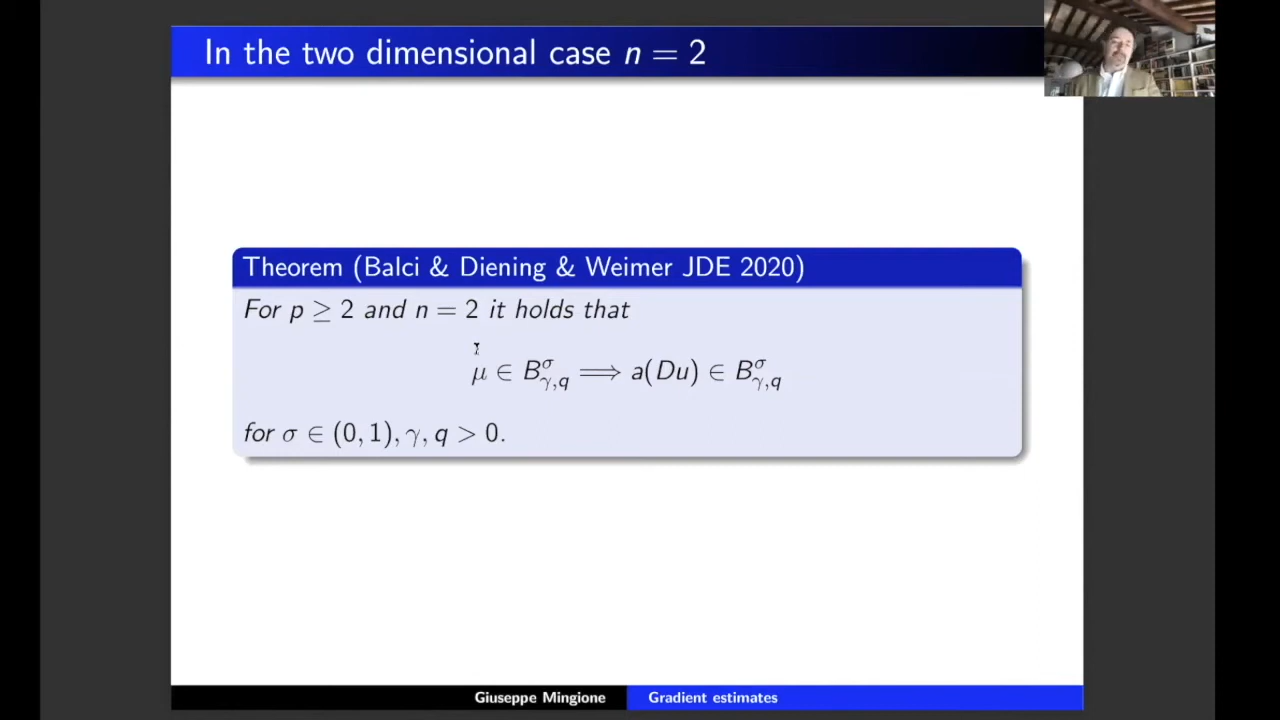 In the two dimensional case n = 2
Theorem (Balci & Diening & Weimer JDE 2020)
For p ≥ 2 and n = 2 it holds that
μ ∈ B^σ_{γ,q} ⟹ a(Du) ∈ B^σ_{γ,q}
for σ ∈ (0, 1), γ, q > 0.
Giuseppe Mingione Gradient estimates